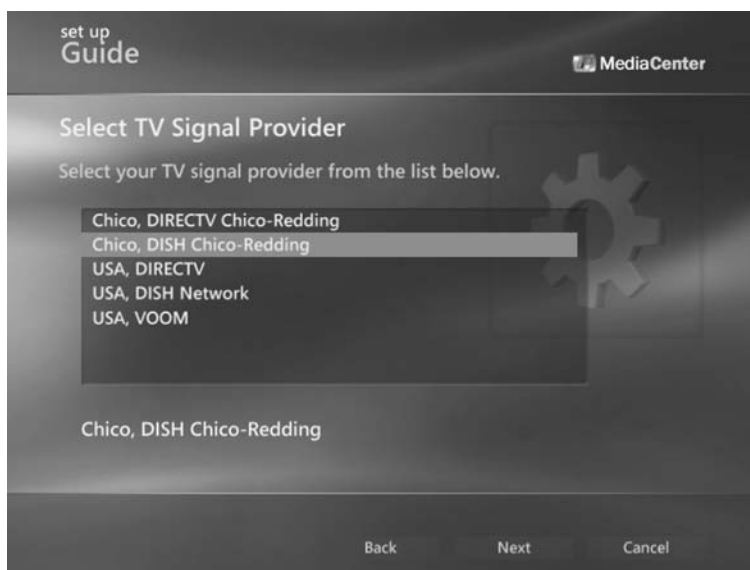 set up
Guide
MediaCenter
Select TV Signal Provider
Select your TV signal provider from the list below.
Chico, DIRECTV Chico-Redding
Chico, DISH Chico-Redding
USA, DIRECTV
USA, DISH Network
USA, VOOM
Chico, DISH Chico-Redding
Back Next Cancel